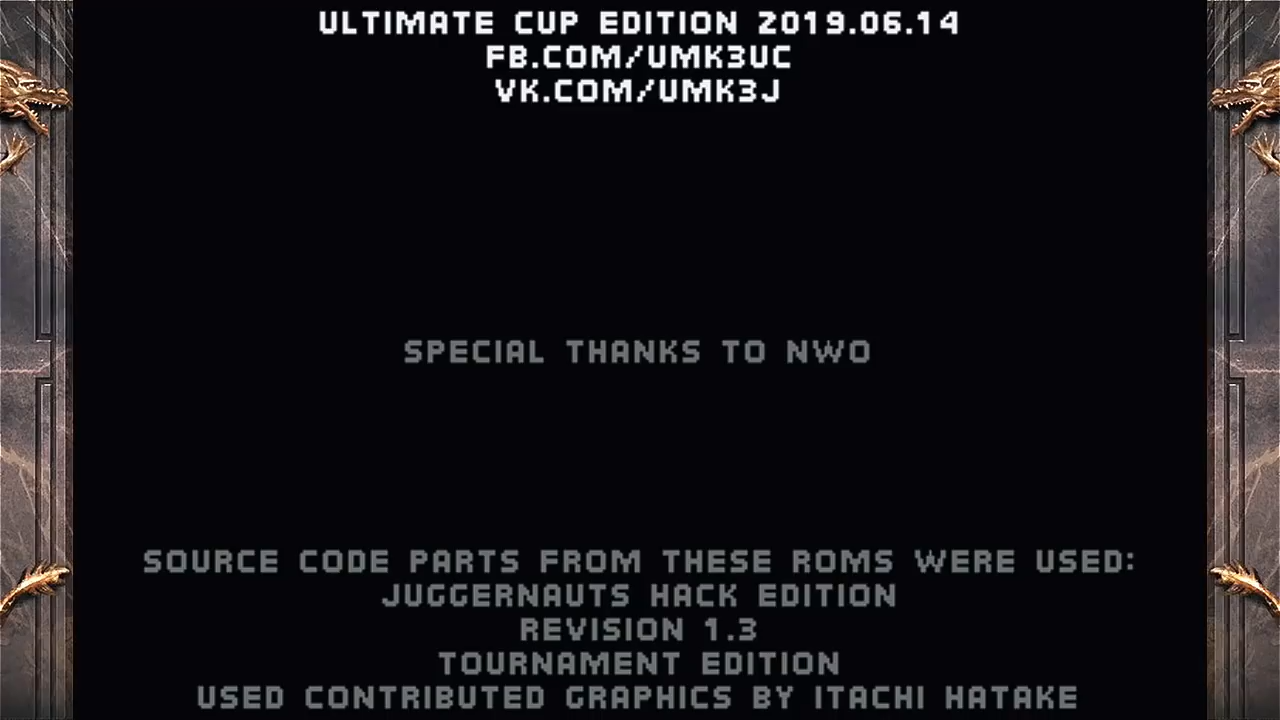 ULTIMATE CUP EDITION 2019.06.14
FB.COM/UMK3UC
VK.COM/UMK3J
SPECIAL THANKS TO NWO
SOURCE CODE PARTS FROM THESE ROMS WERE USED:
JUGGERNAUTS HACK EDITION
REVISION 1.3
TOURNAMENT EDITION
USED CONTRIBUTED GRAPHICS BY ITACHI HATAKE